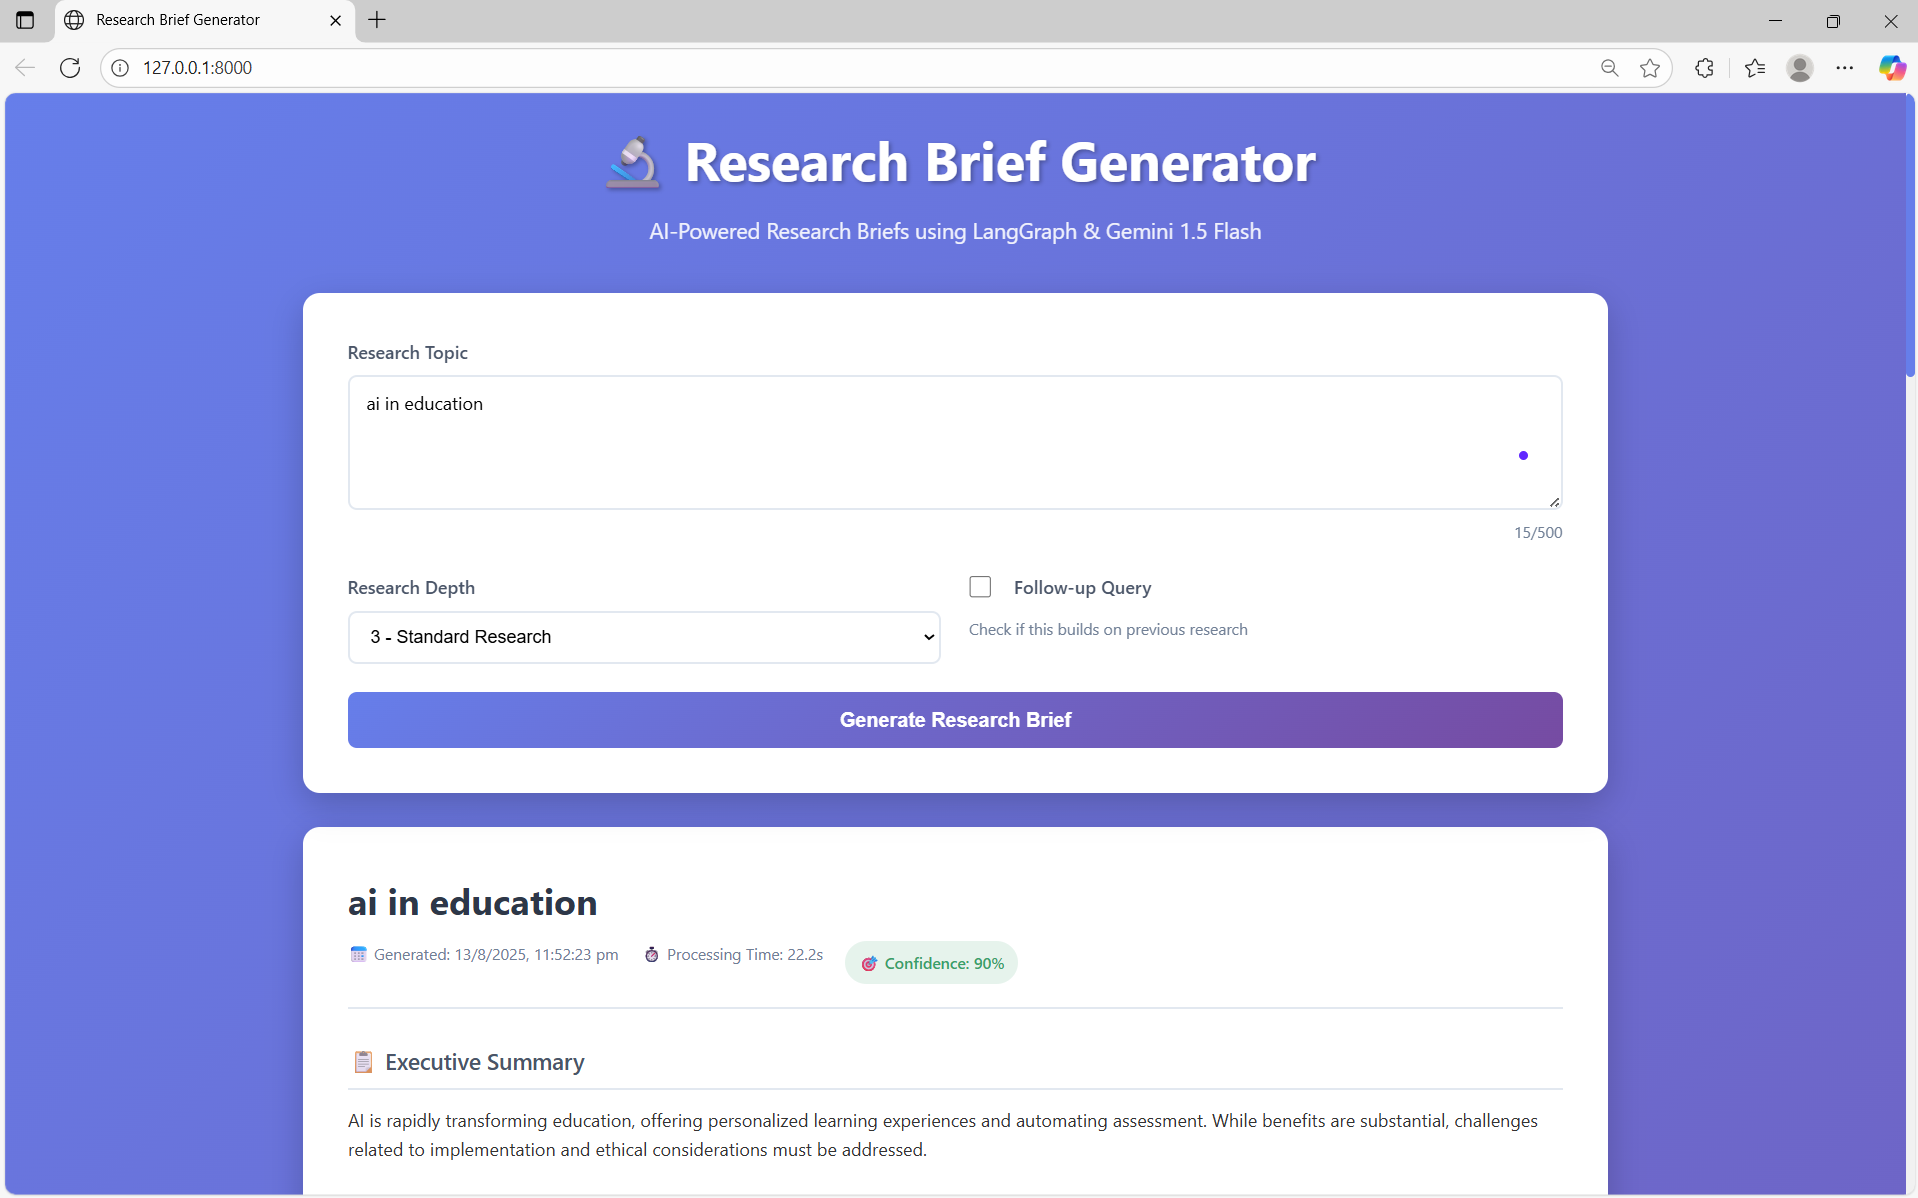 Research Brief Generator
127.0.0.1:8000
Research Brief Generator
AI-Powered Research Briefs using LangGraph & Gemini 1.5 Flash
Research Topic
ai in education
15/500
Research Depth
Follow-up Query
3 - Standard Research
Check if this builds on previous research
Generate Research Brief
ai in education
Generated: 13/8/2025, 11:52:23 pm Processing Time: 22.2s Confidence: 90%
Executive Summary
AI is rapidly transforming education, offering personalized learning experiences and automating assessment. While benefits are substantial, challenges
related to implementation and ethical considerations must be addressed.